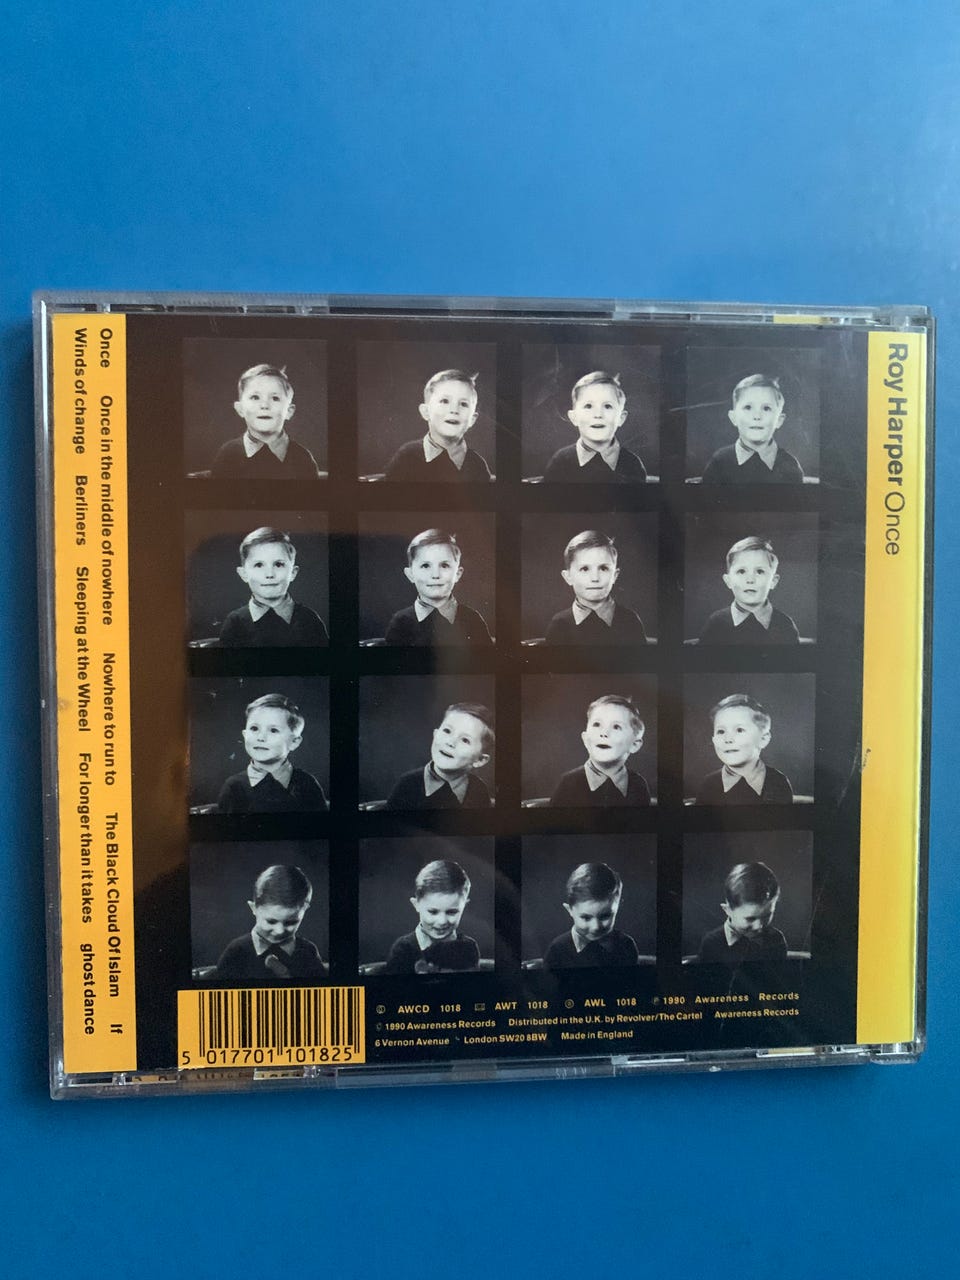 Roy Harper Once
Once Once in the middle of nowhere Nowhere to run to The Black Cloud Of Islam If
Winds of change Berliners Sleeping at the Wheel For longer than it takes ghost dance
AWCD 1018 AWT 1018 AWL 1018 ℗ 1990 Awareness Records
© 1990 Awareness Records Distributed in the U.K. by Revolver/The Cartel Awareness Records
6 Vernon Avenue London SW20 8BW Made in England
5 017701 101825